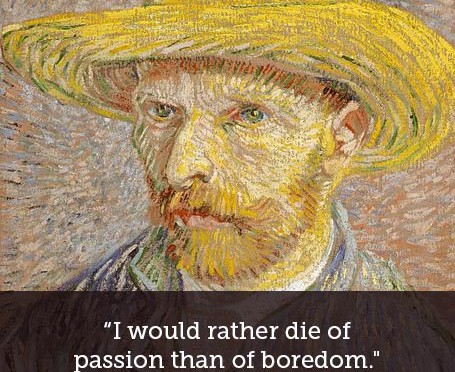 “I would rather die of
passion than of boredom."